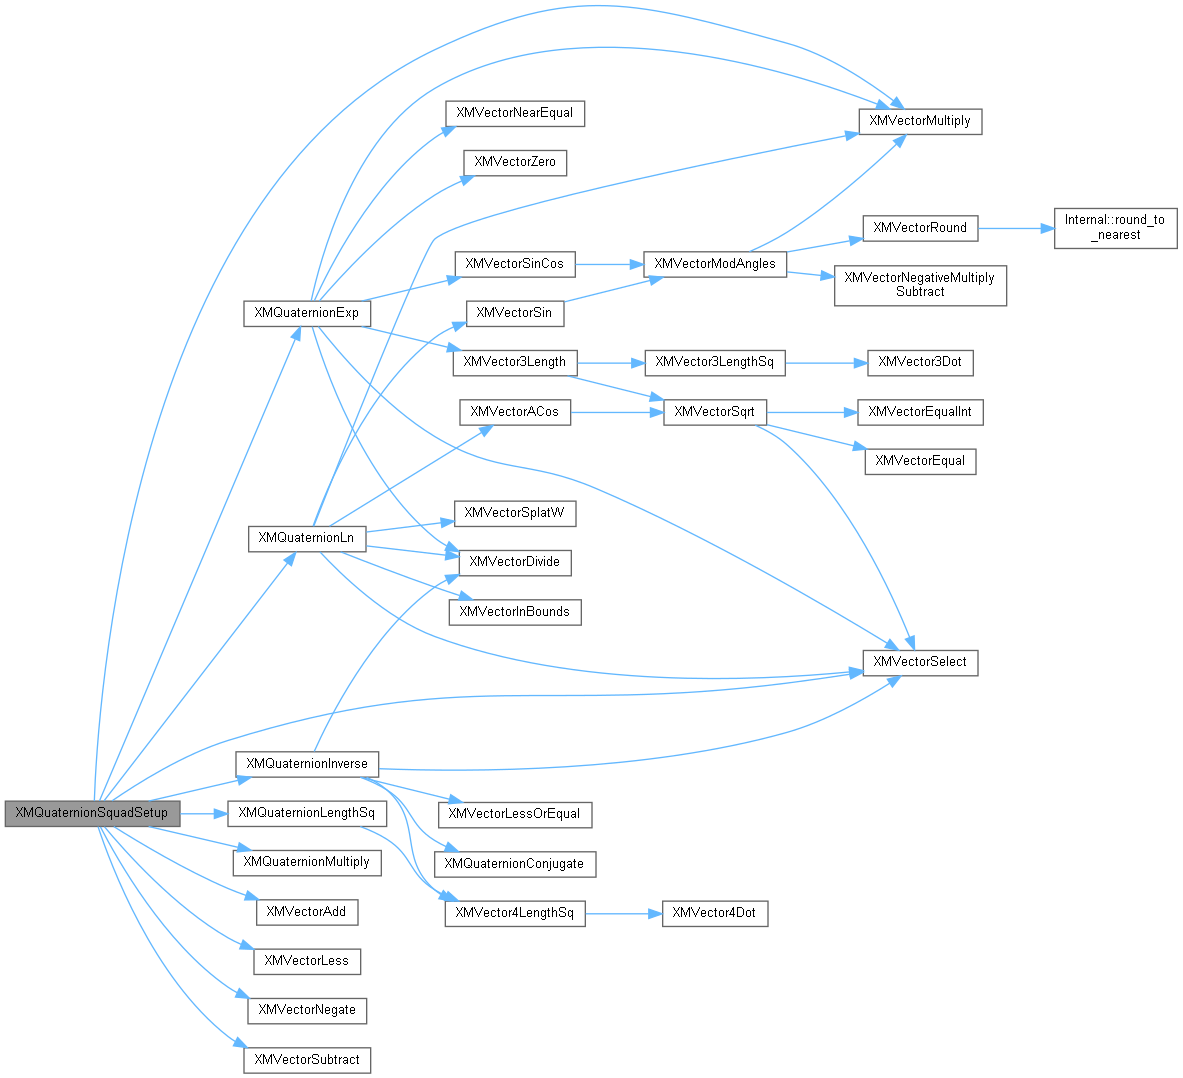 XMVectorNearEqual
XMVectorMultiply
XMVectorZero
Internal::round_to
_nearest
XMVectorRound
XMVectorSinCos
XMVectorModAngles
XMVectorNegativeMultiply
Subtract
XMQuaternionExp
XMVectorSin
XMVector3Length
XMVector3LengthSq
XMVector3Dot
XMVectorACos
XMVectorSqrt
XMVectorEqualInt
XMVectorEqual
XMVectorSplatW
XMQuaternionLn
XMVectorDivide
XMVectorInBounds
XMVectorSelect
XMQuaternionInverse
XMQuaternionSquadSetup
XMQuaternionLengthSq
XMVectorLessOrEqual
XMQuaternionMultiply
XMQuaternionConjugate
XMVectorAdd
XMVector4LengthSq
XMVector4Dot
XMVectorLess
XMVectorNegate
XMVectorSubtract